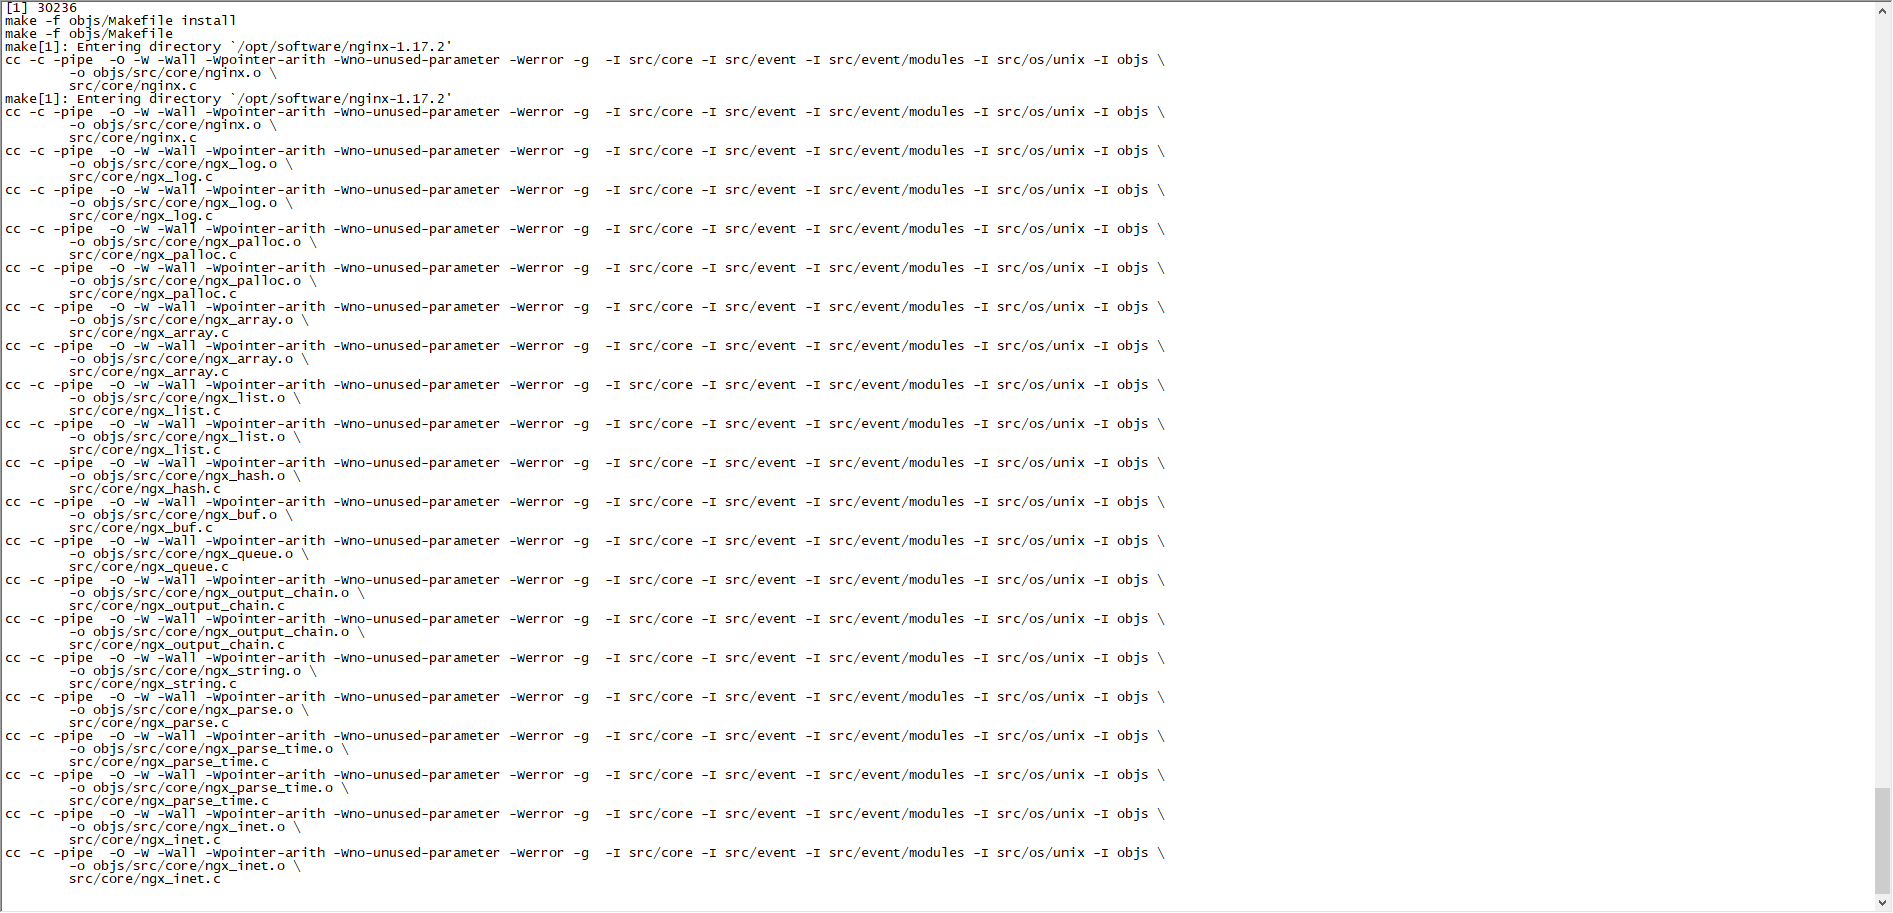 [1] 30236
make -f objs/Makefile install
make -f objs/Makefile
make[1]: Entering directory `/opt/software/nginx-1.17.2'
cc -c -pipe  -O -W -Wall -Wpointer-arith -Wno-unused-parameter -Werror -g  -I src/core -I src/event -I src/event/modules -I src/os/unix -I objs \
        -o objs/src/core/nginx.o \
        src/core/nginx.c
make[1]: Entering directory `/opt/software/nginx-1.17.2'
cc -c -pipe  -O -W -Wall -Wpointer-arith -Wno-unused-parameter -Werror -g  -I src/core -I src/event -I src/event/modules -I src/os/unix -I objs \
        -o objs/src/core/nginx.o \
        src/core/nginx.c
cc -c -pipe  -O -W -Wall -Wpointer-arith -Wno-unused-parameter -Werror -g  -I src/core -I src/event -I src/event/modules -I src/os/unix -I objs \
        -o objs/src/core/ngx_log.o \
        src/core/ngx_log.c
cc -c -pipe  -O -W -Wall -Wpointer-arith -Wno-unused-parameter -Werror -g  -I src/core -I src/event -I src/event/modules -I src/os/unix -I objs \
        -o objs/src/core/ngx_log.o \
        src/core/ngx_log.c
cc -c -pipe  -O -W -Wall -Wpointer-arith -Wno-unused-parameter -Werror -g  -I src/core -I src/event -I src/event/modules -I src/os/unix -I objs \
        -o objs/src/core/ngx_palloc.o \
        src/core/ngx_palloc.c
cc -c -pipe  -O -W -Wall -Wpointer-arith -Wno-unused-parameter -Werror -g  -I src/core -I src/event -I src/event/modules -I src/os/unix -I objs \
        -o objs/src/core/ngx_palloc.o \
        src/core/ngx_palloc.c
cc -c -pipe  -O -W -Wall -Wpointer-arith -Wno-unused-parameter -Werror -g  -I src/core -I src/event -I src/event/modules -I src/os/unix -I objs \
        -o objs/src/core/ngx_array.o \
        src/core/ngx_array.c
cc -c -pipe  -O -W -Wall -Wpointer-arith -Wno-unused-parameter -Werror -g  -I src/core -I src/event -I src/event/modules -I src/os/unix -I objs \
        -o objs/src/core/ngx_array.o \
        src/core/ngx_array.c
cc -c -pipe  -O -W -Wall -Wpointer-arith -Wno-unused-parameter -Werror -g  -I src/core -I src/event -I src/event/modules -I src/os/unix -I objs \
        -o objs/src/core/ngx_list.o \
        src/core/ngx_list.c
cc -c -pipe  -O -W -Wall -Wpointer-arith -Wno-unused-parameter -Werror -g  -I src/core -I src/event -I src/event/modules -I src/os/unix -I objs \
        -o objs/src/core/ngx_list.o \
        src/core/ngx_list.c
cc -c -pipe  -O -W -Wall -Wpointer-arith -Wno-unused-parameter -Werror -g  -I src/core -I src/event -I src/event/modules -I src/os/unix -I objs \
        -o objs/src/core/ngx_hash.o \
        src/core/ngx_hash.c
cc -c -pipe  -O -W -Wall -Wpointer-arith -Wno-unused-parameter -Werror -g  -I src/core -I src/event -I src/event/modules -I src/os/unix -I objs \
        -o objs/src/core/ngx_buf.o \
        src/core/ngx_buf.c
cc -c -pipe  -O -W -Wall -Wpointer-arith -Wno-unused-parameter -Werror -g  -I src/core -I src/event -I src/event/modules -I src/os/unix -I objs \
        -o objs/src/core/ngx_queue.o \
        src/core/ngx_queue.c
cc -c -pipe  -O -W -Wall -Wpointer-arith -Wno-unused-parameter -Werror -g  -I src/core -I src/event -I src/event/modules -I src/os/unix -I objs \
        -o objs/src/core/ngx_output_chain.o \
        src/core/ngx_output_chain.c
cc -c -pipe  -O -W -Wall -Wpointer-arith -Wno-unused-parameter -Werror -g  -I src/core -I src/event -I src/event/modules -I src/os/unix -I objs \
        -o objs/src/core/ngx_output_chain.o \
        src/core/ngx_output_chain.c
cc -c -pipe  -O -W -Wall -Wpointer-arith -Wno-unused-parameter -Werror -g  -I src/core -I src/event -I src/event/modules -I src/os/unix -I objs \
        -o objs/src/core/ngx_string.o \
        src/core/ngx_string.c
cc -c -pipe  -O -W -Wall -Wpointer-arith -Wno-unused-parameter -Werror -g  -I src/core -I src/event -I src/event/modules -I src/os/unix -I objs \
        -o objs/src/core/ngx_parse.o \
        src/core/ngx_parse.c
cc -c -pipe  -O -W -Wall -Wpointer-arith -Wno-unused-parameter -Werror -g  -I src/core -I src/event -I src/event/modules -I src/os/unix -I objs \
        -o objs/src/core/ngx_parse_time.o \
        src/core/ngx_parse_time.c
cc -c -pipe  -O -W -Wall -Wpointer-arith -Wno-unused-parameter -Werror -g  -I src/core -I src/event -I src/event/modules -I src/os/unix -I objs \
        -o objs/src/core/ngx_parse_time.o \
        src/core/ngx_parse_time.c
cc -c -pipe  -O -W -Wall -Wpointer-arith -Wno-unused-parameter -Werror -g  -I src/core -I src/event -I src/event/modules -I src/os/unix -I objs \
        -o objs/src/core/ngx_inet.o \
        src/core/ngx_inet.c
cc -c -pipe  -O -W -Wall -Wpointer-arith -Wno-unused-parameter -Werror -g  -I src/core -I src/event -I src/event/modules -I src/os/unix -I objs \
        -o objs/src/core/ngx_inet.o \
        src/core/ngx_inet.c